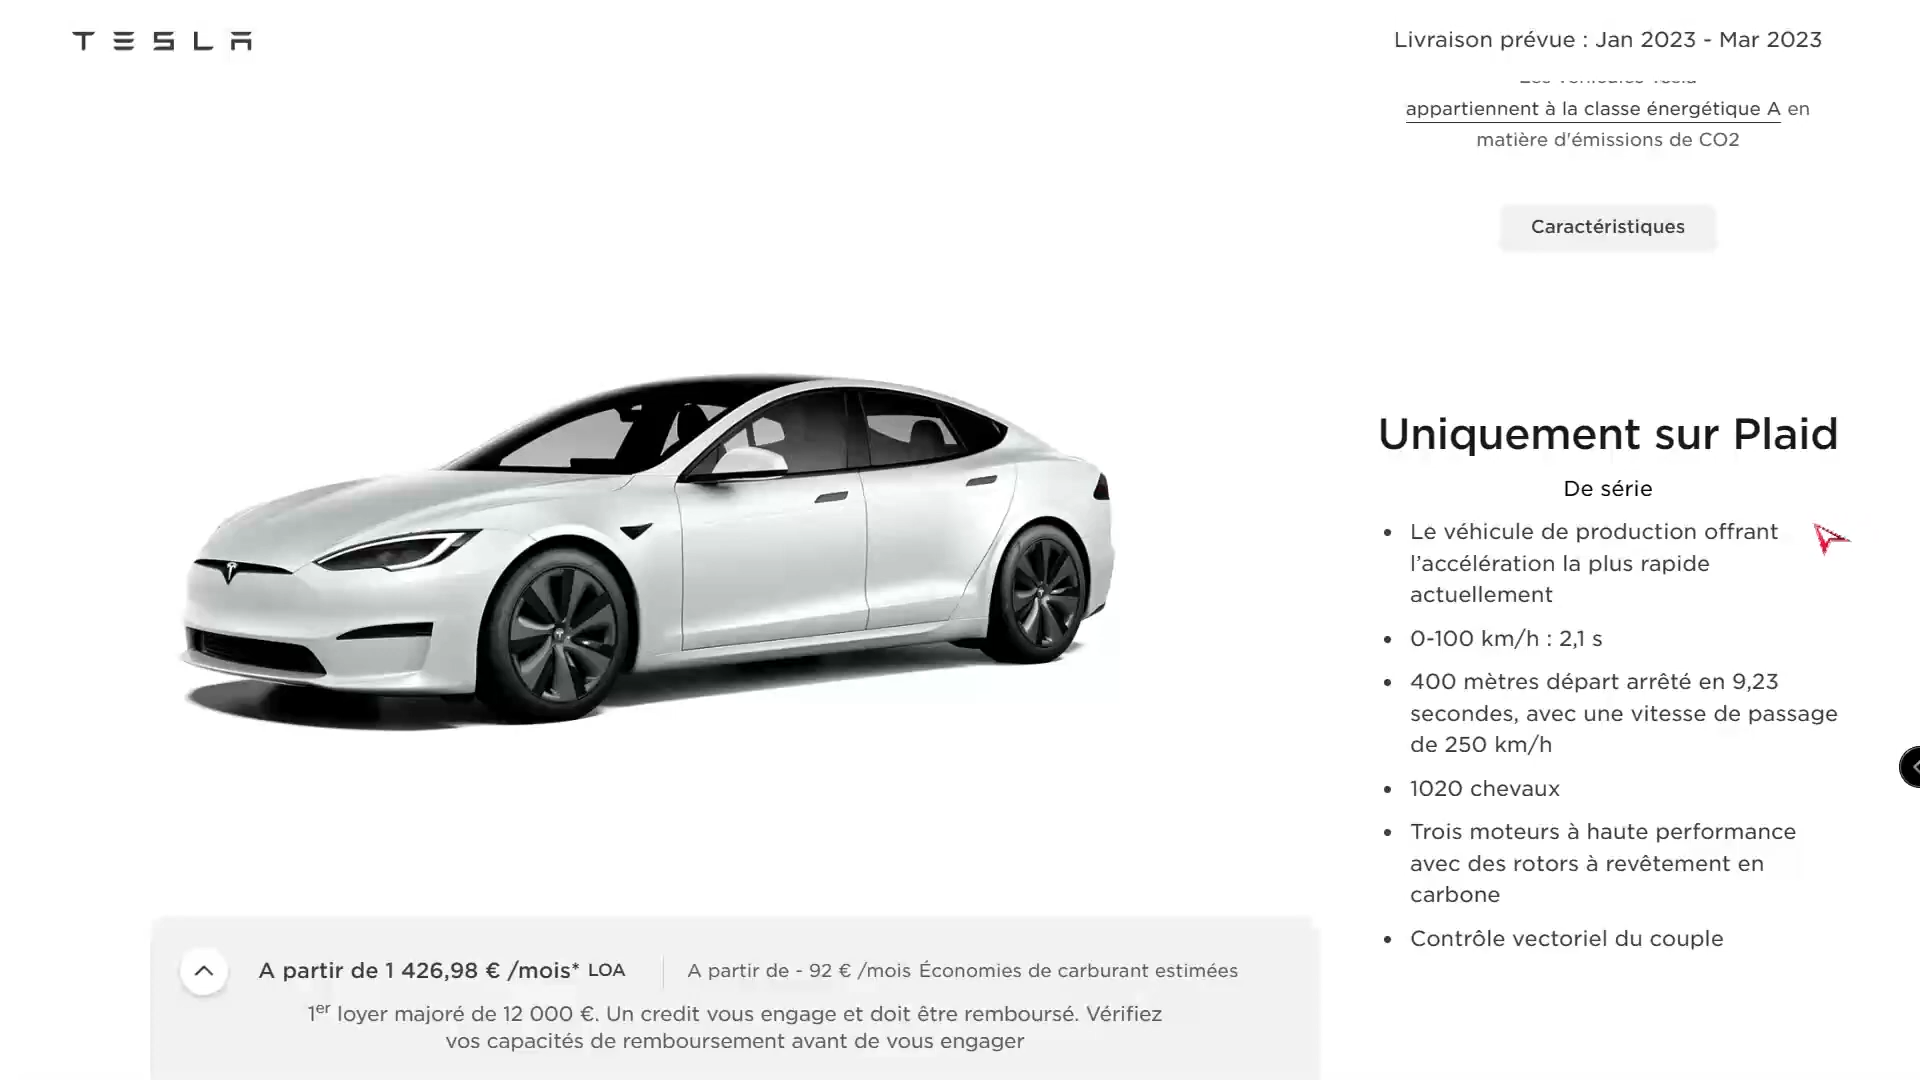 TESLA
Livraison prévue : Jan 2023 - Mar 2023
appartiennent à la classe énergétique A en
matière d'émissions de CO2
Caractéristiques
Uniquement sur Plaid
De série
• Le véhicule de production offrant
l’accélération la plus rapide
actuellement
• 0-100 km/h : 2,1 s
• 400 mètres départ arrêté en 9,23
secondes, avec une vitesse de passage
de 250 km/h
• 1020 chevaux
• Trois moteurs à haute performance
avec des rotors à revêtement en
carbone
• Contrôle vectoriel du couple
A partir de 1 426,98 € /mois* LOA
A partir de - 92 € /mois Économies de carburant estimées
1er loyer majoré de 12 000 €. Un credit vous engage et doit être remboursé. Vérifiez
vos capacités de remboursement avant de vous engager